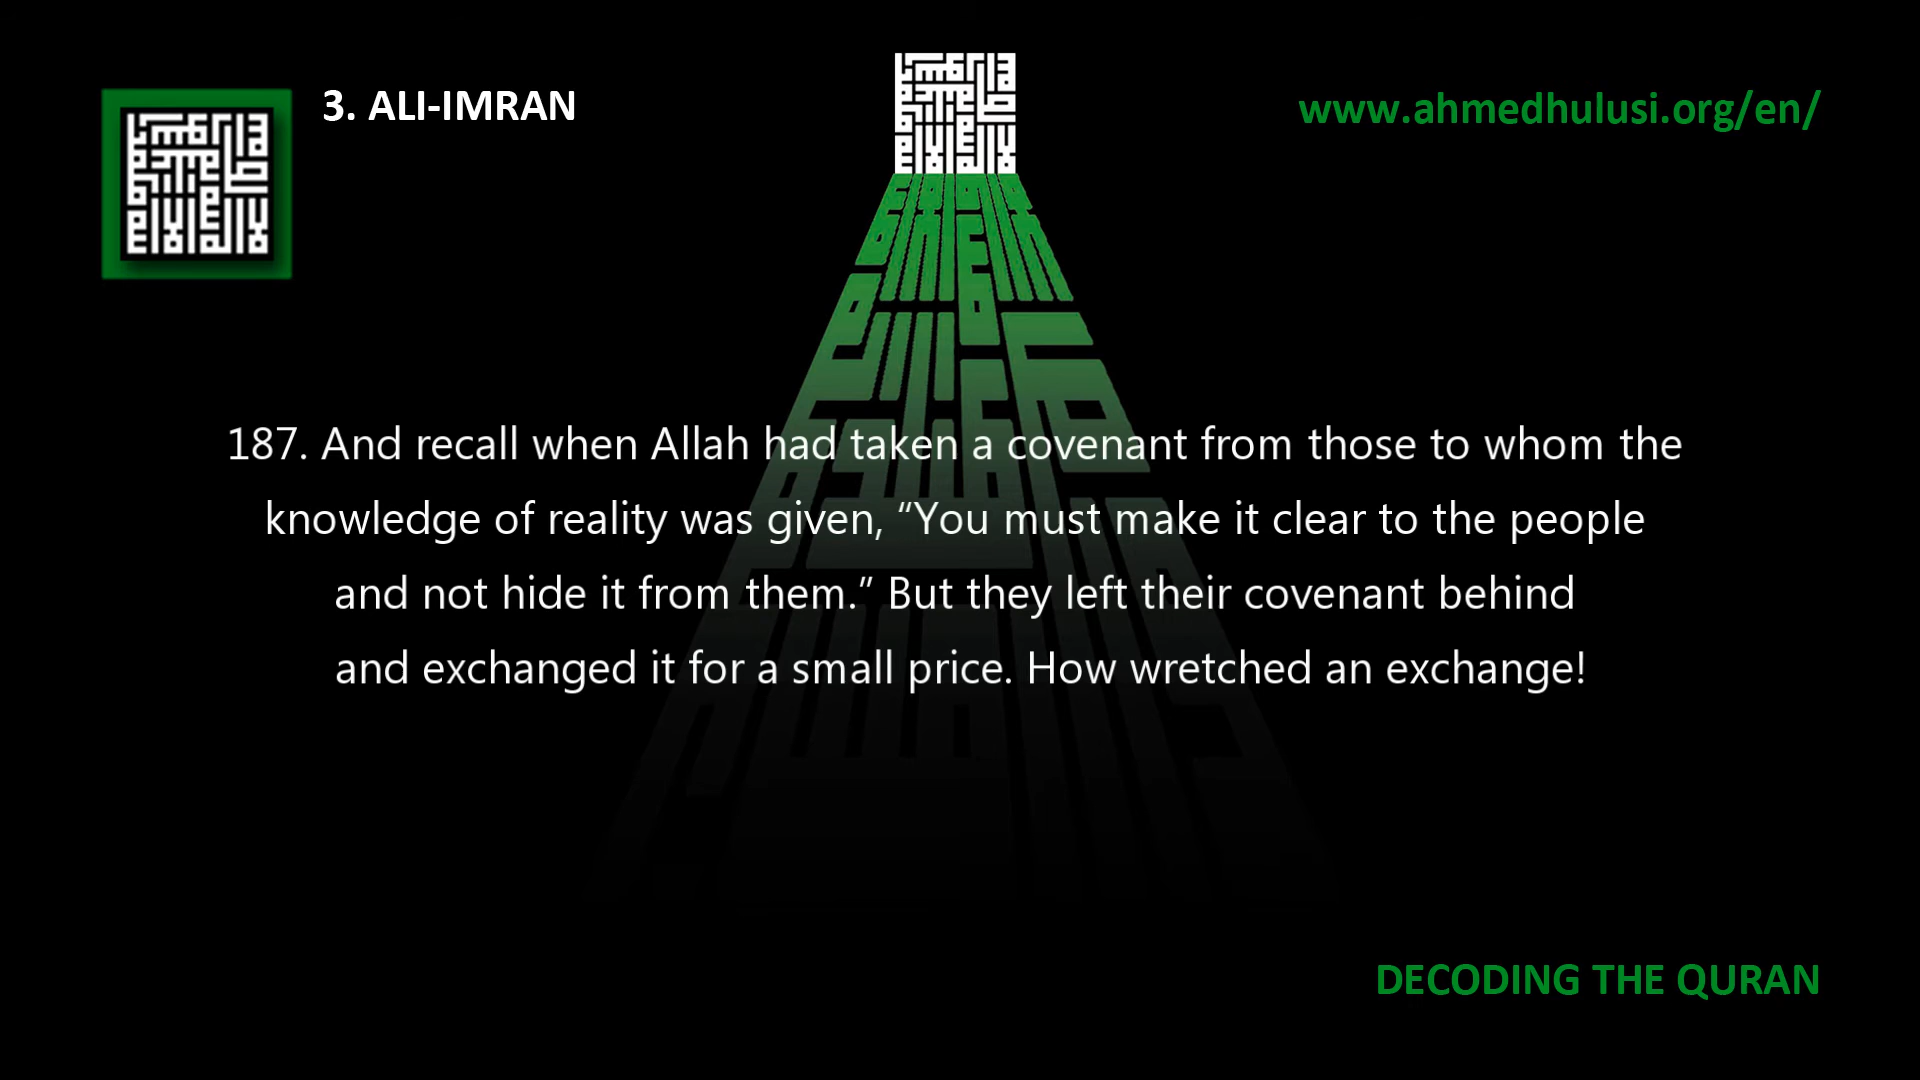 3. ALI-IMRAN
www.ahmedhulusi.org/en/
187. And recall when Allah had taken a covenant from those to whom the
knowledge of reality was given, “You must make it clear to the people
and not hide it from them.” But they left their covenant behind
and exchanged it for a small price. How wretched an exchange!
DECODING THE QURAN